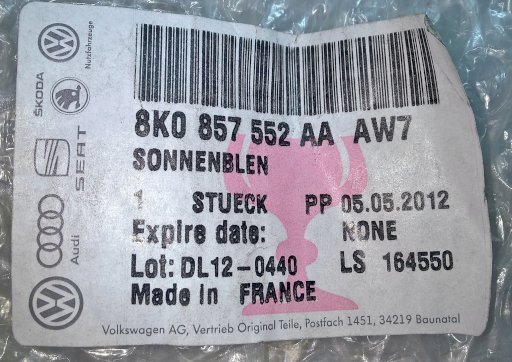 8K0 857 552 AA AW7
SONNENBLEN
1 STUECK PP 05.05.2012
Expire date: NONE
Lot: DL12-0440 LS 164550
Made in FRANCE
Volkswagen AG, Vertrieb Original Teile, Postfach 1451, 34219 Baunatal
Nutzfahrzeuge
ŠKODA
SEAT
Audi